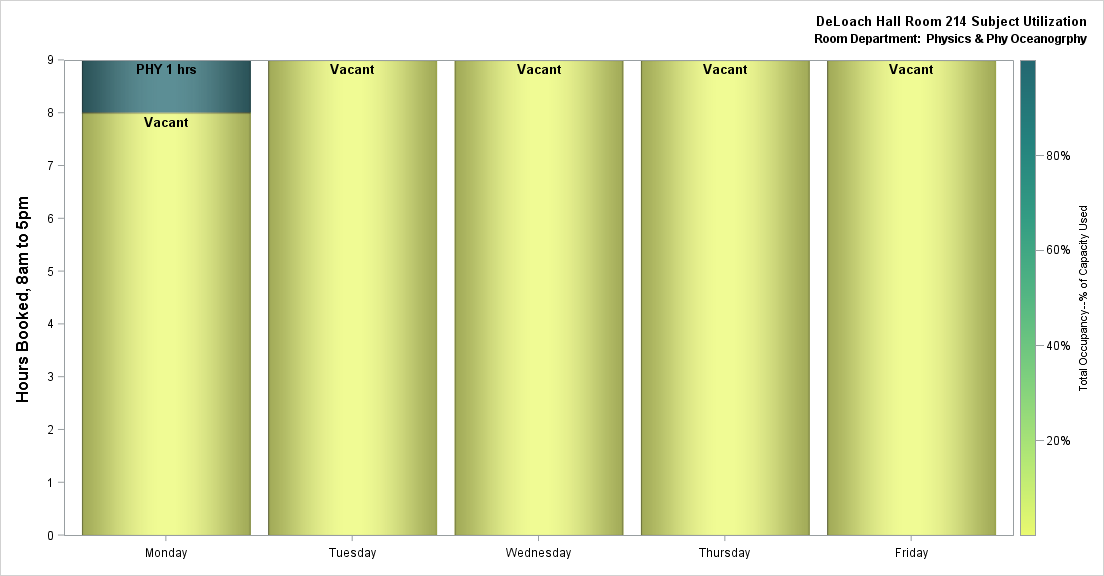 DeLoach Hall Room 214 Subject Utilization
Room Department: Physics & Phy Oceanogrphy
Hours Booked, 8am to 5pm
9
8
7
6
5
4
3
2
1
0
PHY 1 hrs
Vacant
Vacant
Vacant
Vacant
Vacant
Monday
Tuesday
Wednesday
Thursday
Friday
80%
60%
40%
20%
Total Occupancy--% of Capacity Used